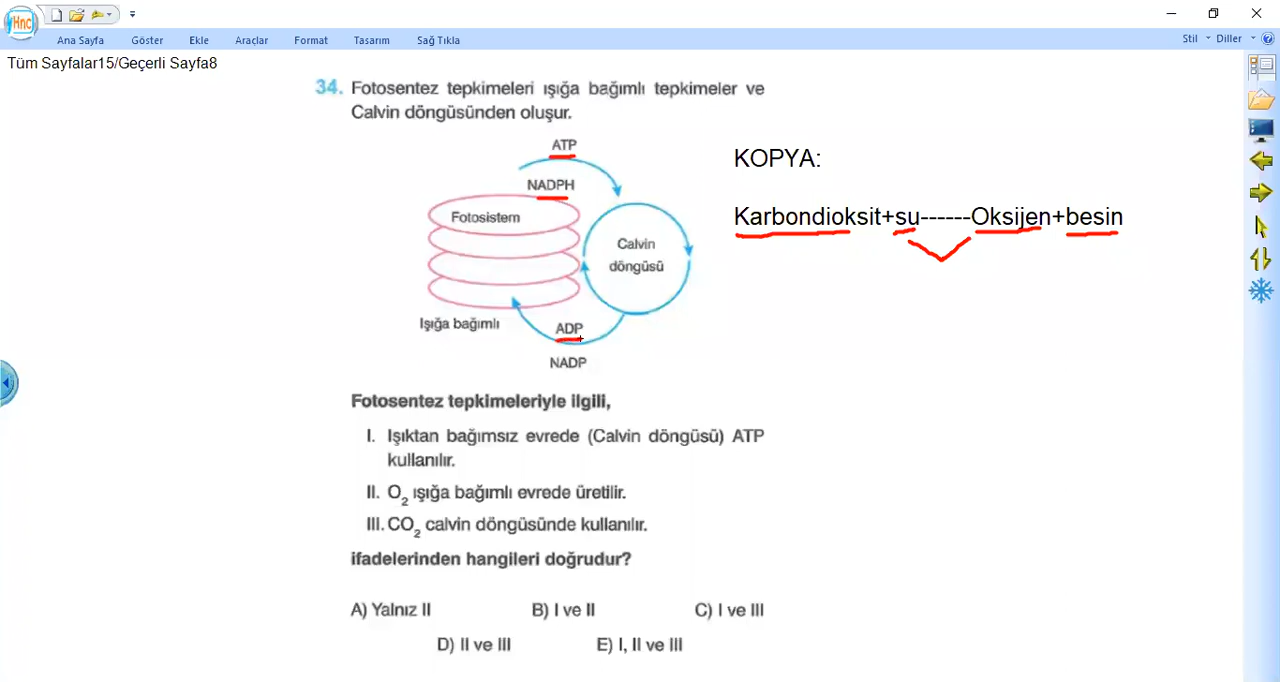 Hnc
Ana Sayfa Göster Ekle Araçlar Format Tasarım Sağ Tıkla Stil Diller
Tüm Sayfalar15/Geçerli Sayfa8
34. Fotosentez tepkimeleri ışığa bağımlı tepkimeler ve
Calvin döngüsünden oluşur.
ATP
NADPH
Fotosistem
Calvin
döngüsü
Işığa bağımlı
ADP
NADP
KOPYA:
Karbondioksit+su------Oksijen+besin
Fotosentez tepkimeleriyle ilgili,
I. Işıktan bağımsız evrede (Calvin döngüsü) ATP
kullanılır.
II. O2 ışığa bağımlı evrede üretilir.
III. CO2 calvin döngüsünde kullanılır.
ifadelerinden hangileri doğrudur?
A) Yalnız II B) I ve II C) I ve III
D) II ve III E) I, II ve III